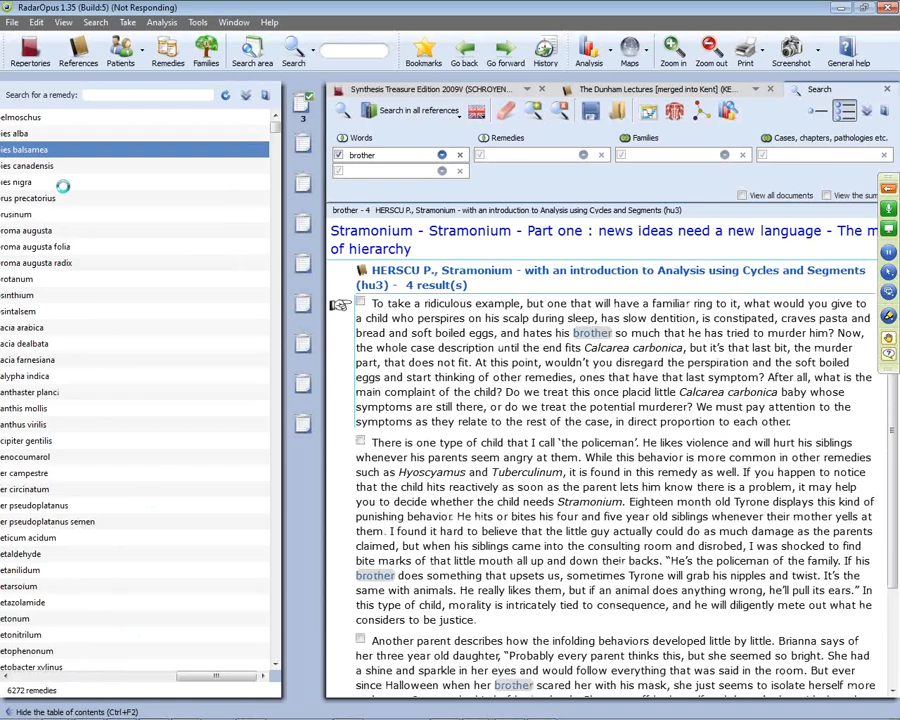 RadarOpus 1.35 (Build:5) (Not Responding)
File Edit View Search Take Analysis Tools Window Help
Repertories References Patients Remedies Families Search area Search Bookmarks Go back Go forward History Analysis Maps Zoom in Zoom out Print Screenshot General help
Search for a remedy:
Synthesis Treasure Edition 2009V (SCHROYEN... The Dunham Lectures [merged into Kent] (KE... Search
3
Search in all references
Words Remedies Families Cases, chapters, pathologies etc.
brother
View all documents View the sum
brother - 4 HERSCU P., Stramonium - with an introduction to Analysis using Cycles and Segments (hu3)
Stramonium - Stramonium - Part one : news ideas need a new language - The m
of hierarchy
HERSCU P., Stramonium - with an introduction to Analysis using Cycles and Segments
(hu3) - 4 result(s)
To take a ridiculous example, but one that will have a familiar ring to it, what would you give to
a child who perspires on his scalp during sleep, has slow dentition, is constipated, craves pasta and
bread and soft boiled eggs, and hates his brother so much that he has tried to murder him? Now,
the whole case description until the end fits Calcarea carbonica, but it's that last bit, the murder
part, that does not fit. At this point, wouldn't you disregard the perspiration and the soft boiled
eggs and start thinking of other remedies, ones that have that last symptom? After all, what is the
main complaint of the child? Do we treat this once placid little Calcarea carbonica baby whose
symptoms are still there, or do we treat the potential murderer? We must pay attention to the
symptoms as they relate to the rest of the case, in direct proportion to each other.
There is one type of child that I call 'the policeman'. He likes violence and will hurt his siblings
whenever his parents seem angry at them. While this behavior is more common in other remedies
such as Hyoscyamus and Tuberculinum, it is found in this remedy as well. If you happen to notice
that the child hits reactively as soon as the parent lets him know there is a problem, it may help
you to decide whether the child needs Stramonium. Eighteen month old Tyrone displays this kind of
punishing behavior. He hits or bites his four and five year old siblings whenever their mother yells at
them. I found it hard to believe that the little guy actually could do as much damage as the parents
claimed, but when his siblings came into the consulting room and disrobed, I was shocked to find
bite marks of that little mouth all up and down their backs. "He's the policeman of the family. If his
brother does something that upsets us, sometimes Tyrone will grab his nipples and twist. It's the
same with animals. He really likes them, but if an animal does anything wrong, he'll pull its ears." In
this type of child, morality is intricately tied to consequence, and he will diligently mete out what he
considers to be justice.
Another parent describes how the infolding behaviors developed little by little. Brianna says of
her three year old daughter, "Probably every parent thinks this, but she seemed so bright. She had
a shine and sparkle in her eyes and would follow everything that was said in the room. But ever
since Halloween when her brother scared her with his mask, she just seems to isolate herself more
elmoschus
ies alba
ies balsamea
ies canadensis
ies nigra
rus precatorius
rusinum
roma augusta
roma augusta folia
roma augusta radix
rotanum
sinthium
sintalsem
acia arabica
acia dealbata
acia farnesiana
alypha indica
anthaster planci
anthis mollis
anthus virilis
cipiter gentilis
enocoumarol
er campestre
er circinatum
er pseudoplatanus
er pseudoplatanus semen
eticum acidum
etaldehyde
etanilidum
etarsoium
etazolamide
etonum
etonitrilum
etophenonum
etobacter xylinus
6272 remedies
Hide the table of contents (Ctrl+F2)